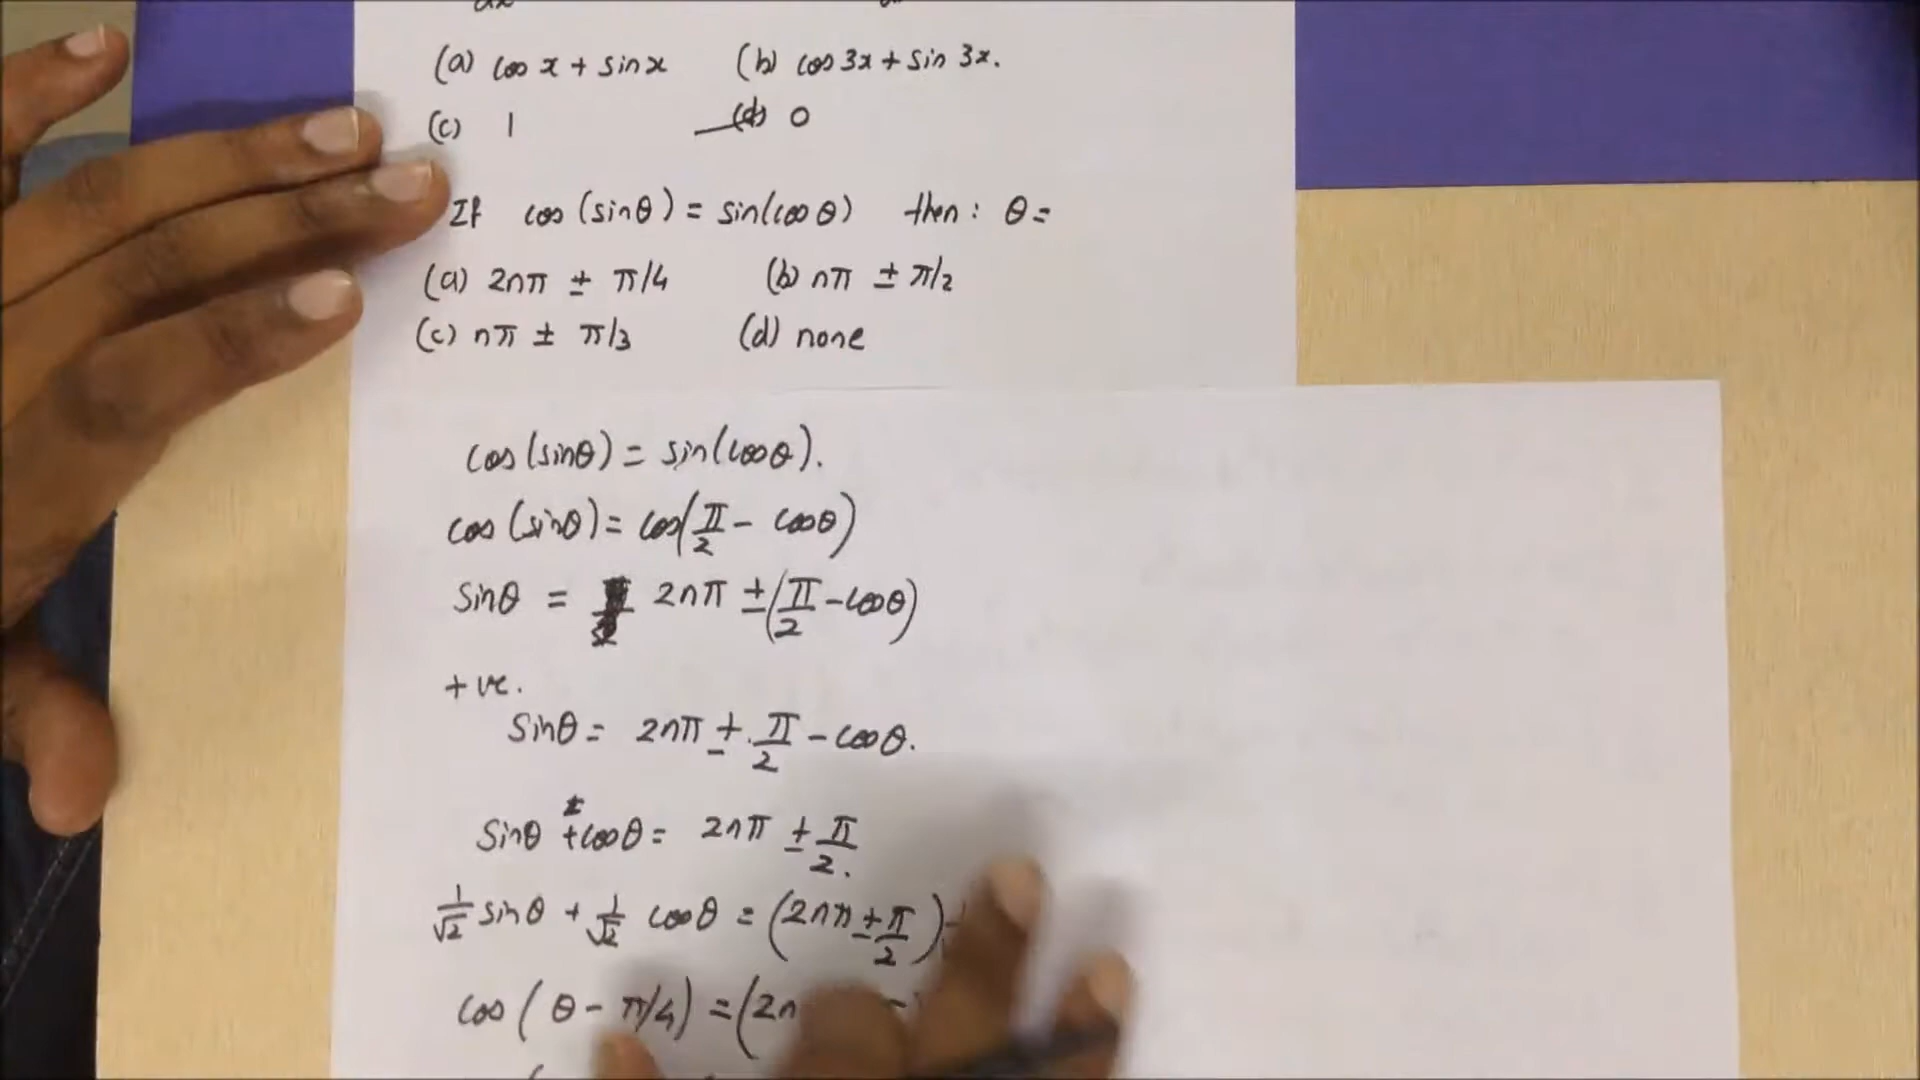 (a) cos x + sin x (b) cos 3x + sin 3x.
(c) 1 (d) 0
If cos (sinθ) = sin(cos θ) then : θ =
(a) 2nπ ± π/4 (b) nπ ± π/2
(c) nπ ± π/3 (d) none
cos (sinθ) = sin(cos θ).
cos (sinθ) = cos(π/2 - cosθ)
sinθ = 2nπ ± (π/2 - cosθ)
+ve.
sinθ = 2nπ ± π/2 - cosθ.
sinθ ± cosθ = 2nπ ± π/2.
1/√2 sinθ + 1/√2 cosθ = (2nπ ± π/2)
cos (θ - π/4) = (2n